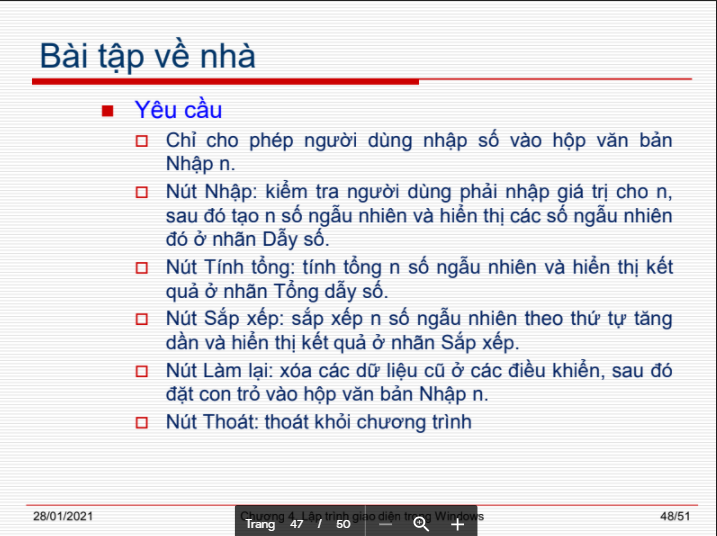 Bài tập về nhà
Yêu cầu
Chỉ cho phép người dùng nhập số vào hộp văn bản
Nhập n.
Nút Nhập: kiểm tra người dùng phải nhập giá trị cho n,
sau đó tạo n số ngẫu nhiên và hiển thị các số ngẫu nhiên
đó ở nhãn Dẫy số.
Nút Tính tổng: tính tổng n số ngẫu nhiên và hiển thị kết
quả ở nhãn Tổng dẫy số.
Nút Sắp xếp: sắp xếp n số ngẫu nhiên theo thứ tự tăng
dần và hiển thị kết quả ở nhãn Sắp xếp.
Nút Làm lại: xóa các dữ liệu cũ ở các điều khiển, sau đó
đặt con trỏ vào hộp văn bản Nhập n.
Nút Thoát: thoát khỏi chương trình
28/01/2021 Chương 4. Lập trình giao diện trong Windows 48/51
Trang 47 / 50